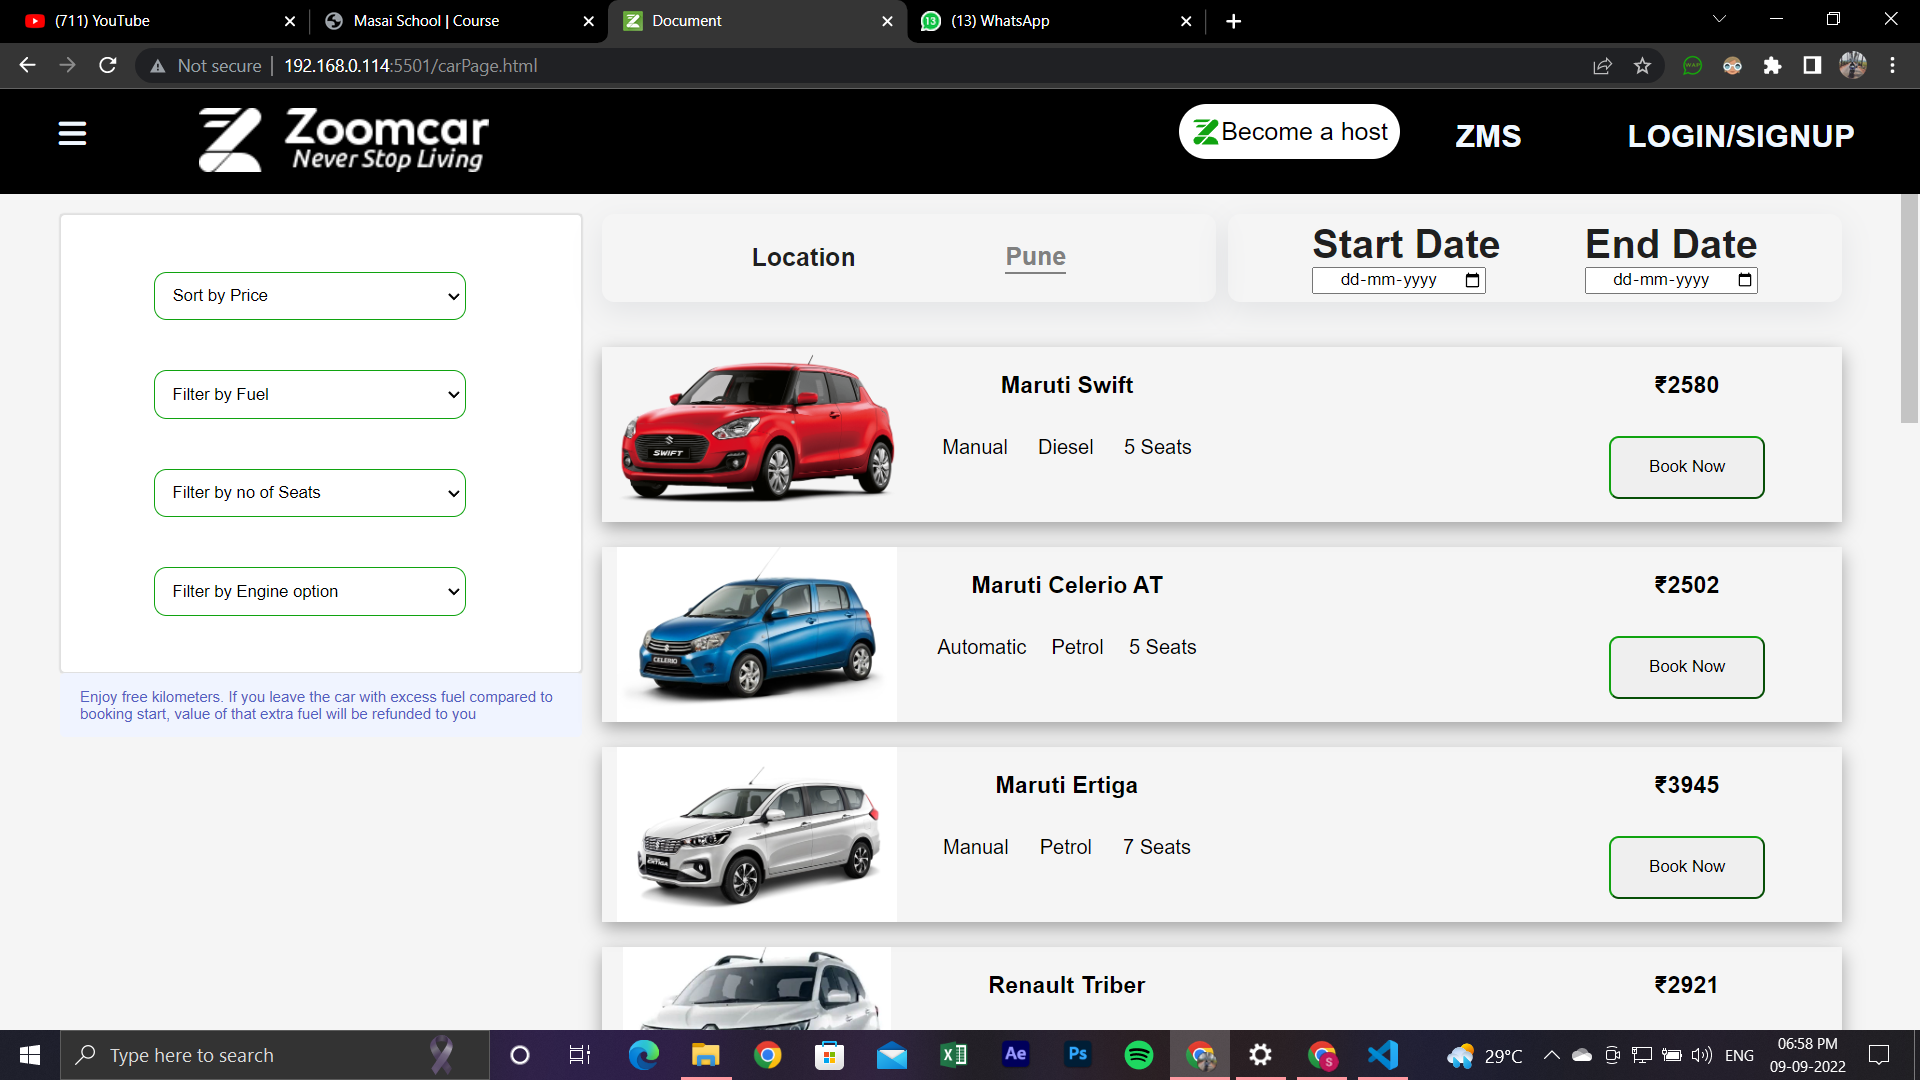 (711) YouTube
Masai School | Course
Document
(13) WhatsApp
Not secure | 192.168.0.114:5501/carPage.html
Zoomcar
Never Stop Living
Become a host
ZMS
LOGIN/SIGNUP
Sort by Price
Filter by Fuel
Filter by no of Seats
Filter by Engine option
Enjoy free kilometers. If you leave the car with excess fuel compared to
booking start, value of that extra fuel will be refunded to you
Location
Pune
Start Date
dd-mm-yyyy
End Date
dd-mm-yyyy
SWIFT
Maruti Swift
Manual Diesel 5 Seats
₹2580
Book Now
CELERIO
Maruti Celerio AT
Automatic Petrol 5 Seats
₹2502
Book Now
ERTIGA
Maruti Ertiga
Manual Petrol 7 Seats
₹3945
Book Now
Renault Triber
₹2921
Type here to search
Ae
Ps
S
29°C
ENG
06:58 PM
09-09-2022